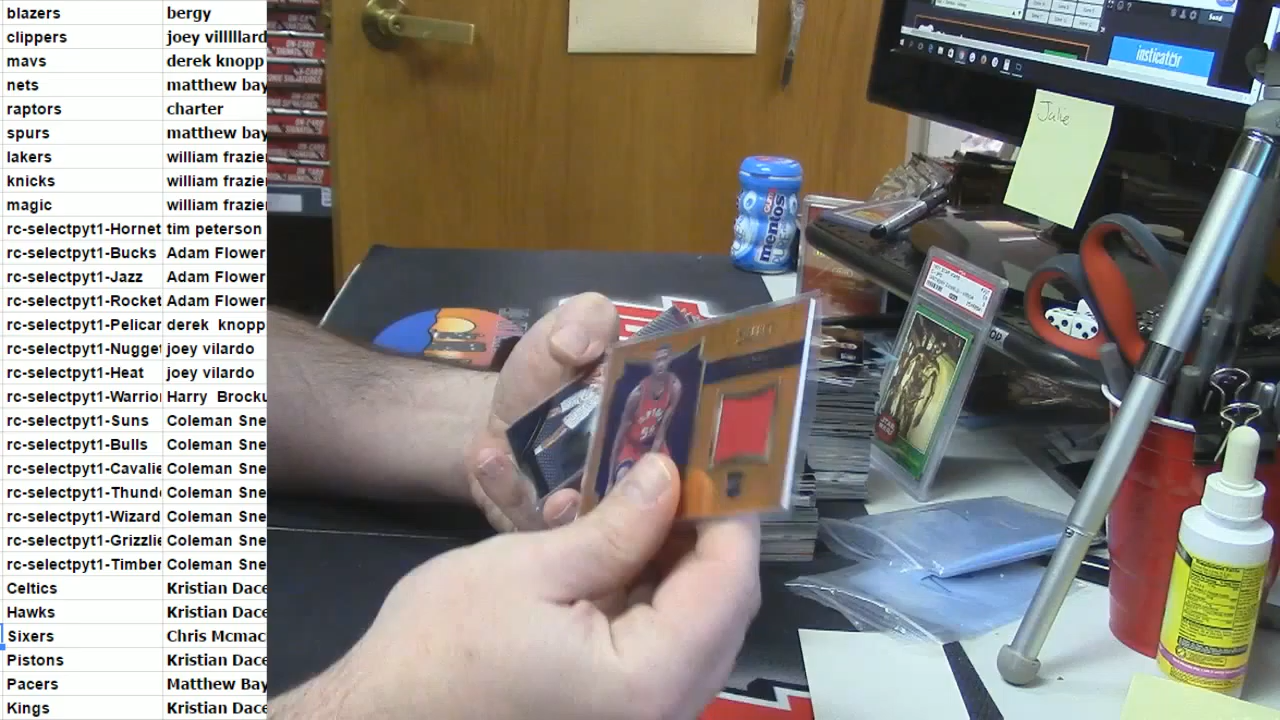 blazers bergy
clippers joey villlllard
mavs derek knopp
nets matthew bay
raptors charter
spurs matthew bay
lakers william frazie
knicks william frazie
magic william frazie
rc-selectpyt1-Hornet tim peterson
rc-selectpyt1-Bucks Adam Flower
rc-selectpyt1-Jazz Adam Flower
rc-selectpyt1-Rocket Adam Flower
rc-selectpyt1-Pelican derek knopp
rc-selectpyt1-Nugget joey vilardo
rc-selectpyt1-Heat joey vilardo
rc-selectpyt1-Warrior Harry Brocku
rc-selectpyt1-Suns Coleman Sne
rc-selectpyt1-Bulls Coleman Sne
rc-selectpyt1-Cavalie Coleman Sne
rc-selectpyt1-Thund Coleman Sne
rc-selectpyt1-Wizard Coleman Sne
rc-selectpyt1-Grizzlie Coleman Sne
rc-selectpyt1-Timber Coleman Sne
Celtics Kristian Dace
Hawks Kristian Dace
Sixers Chris Mcmac
Pistons Kristian Dace
Pacers Matthew Bay
Kings Kristian Dace
insticator
Julie
mentos
STAR WARS